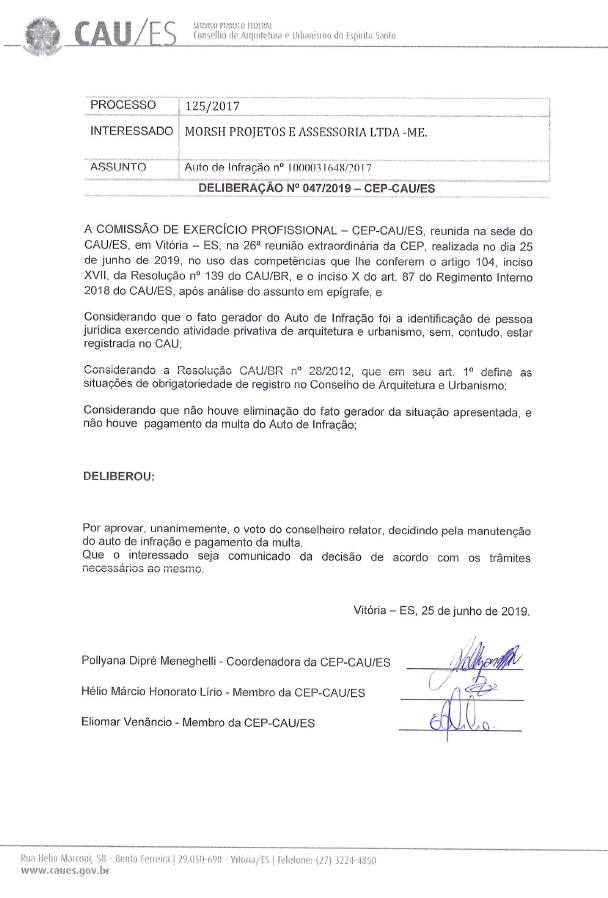 CAU/ES
SERVIÇO PÚBLICO FEDERAL
Conselho de Arquitetura e Urbanismo do Espírito Santo
PROCESSO 125/2017
INTERESSADO MORSH PROJETOS E ASSESSORIA LTDA -ME.
ASSUNTO Auto de Infração nº 1000031648/2017
DELIBERAÇÃO Nº 047/2019 – CEP-CAU/ES
A COMISSÃO DE EXERCÍCIO PROFISSIONAL – CEP-CAU/ES, reunida na sede do
CAU/ES, em Vitória – ES, na 26ª reunião extraordinária da CEP, realizada no dia 25
de junho de 2019, no uso das competências que lhe conferem o artigo 104, inciso
XVII, da Resolução nº 139 do CAU/BR, e o inciso X do art. 87 do Regimento Interno
2018 do CAU/ES, após análise do assunto em epígrafe, e
Considerando que o fato gerador do Auto de Infração foi a identificação de pessoa
jurídica exercendo atividade privativa de arquitetura e urbanismo, sem, contudo, estar
registrada no CAU;
Considerando a Resolução CAU/BR nº 28/2012, que em seu art. 1º define as
situações de obrigatoriedade de registro no Conselho de Arquitetura e Urbanismo;
Considerando que não houve eliminação do fato gerador da situação apresentada, e
não houve pagamento da multa do Auto de Infração;
DELIBEROU:
Por aprovar, unanimemente, o voto do conselheiro relator, decidindo pela manutenção
do auto de infração e pagamento da multa.
Que o interessado seja comunicado da decisão de acordo com os trâmites
necessários ao mesmo.
Vitória – ES, 25 de junho de 2019.
Pollyana Dipré Meneghelli - Coordenadora da CEP-CAU/ES
Hélio Márcio Honorato Lírio - Membro da CEP-CAU/ES
Eliomar Venâncio - Membro da CEP-CAU/ES
Rua Hélio Marconi, 58 - Bento Ferreira | 29.050-690 - Vitória/ES | Telefone: (27) 3224-4850
www.caues.gov.br